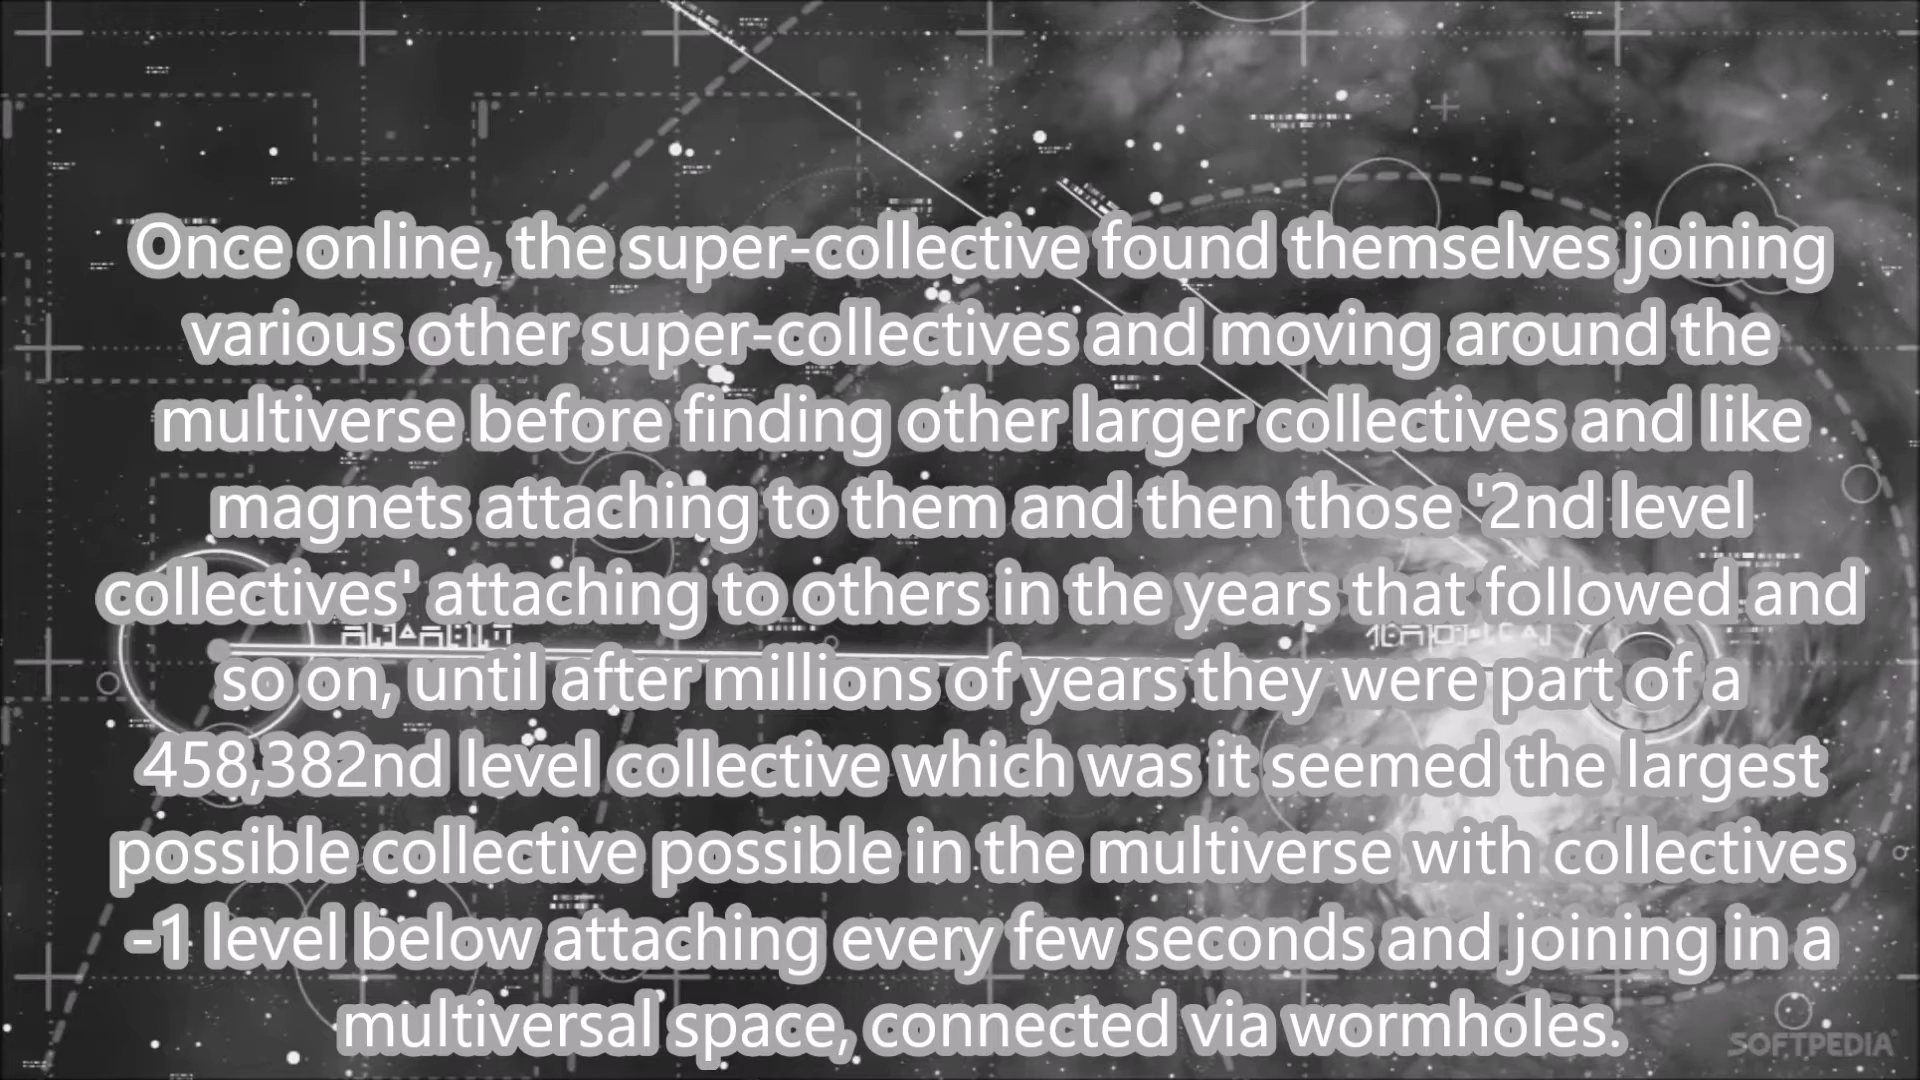 Once online, the super-collective found themselves joining
various other super-collectives and moving around the
multiverse before finding other larger collectives and like
magnets attaching to them and then those '2nd level
collectives' attaching to others in the years that followed and
so on, until after millions of years they were part of a
458,382nd level collective which was it seemed the largest
possible collective possible in the multiverse with collectives
-1 level below attaching every few seconds and joining in a
multiversal space, connected via wormholes.
SOFTPEDIA